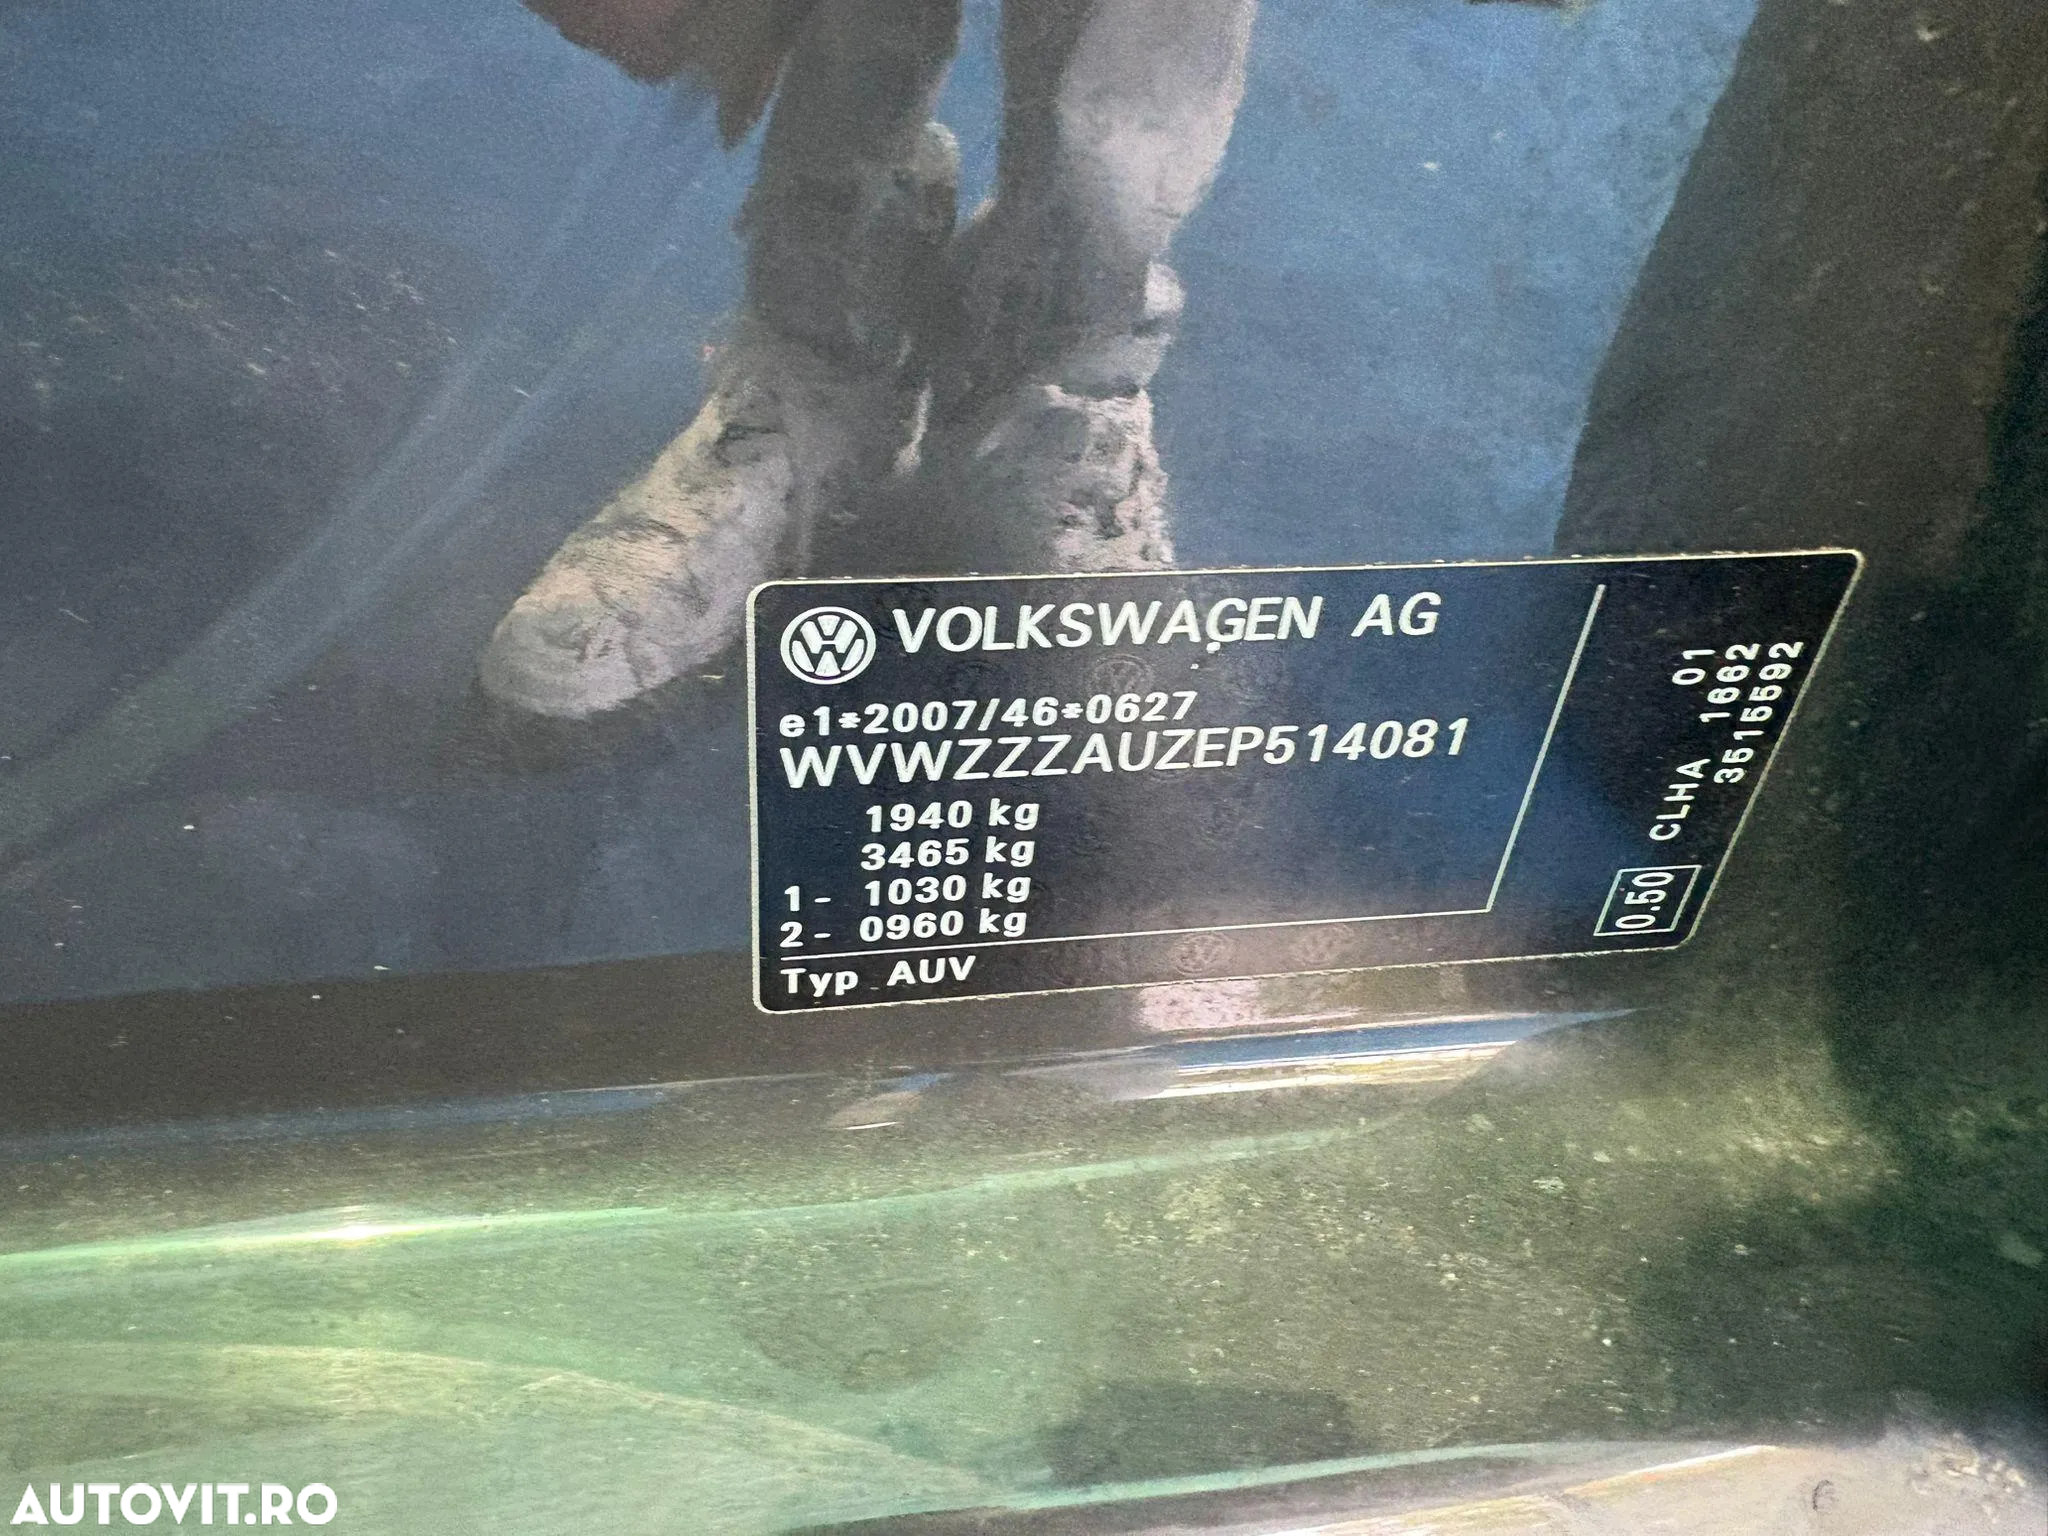 VOLKSWAGEN AG
e1*2007/46*0627
WVWZZZAUZEP514081
1940 kg
3465 kg
1- 1030 kg
2- 0960 kg
Typ AUV
0.50 CLHA 01
1662
3515592
AUTOVIT.RO